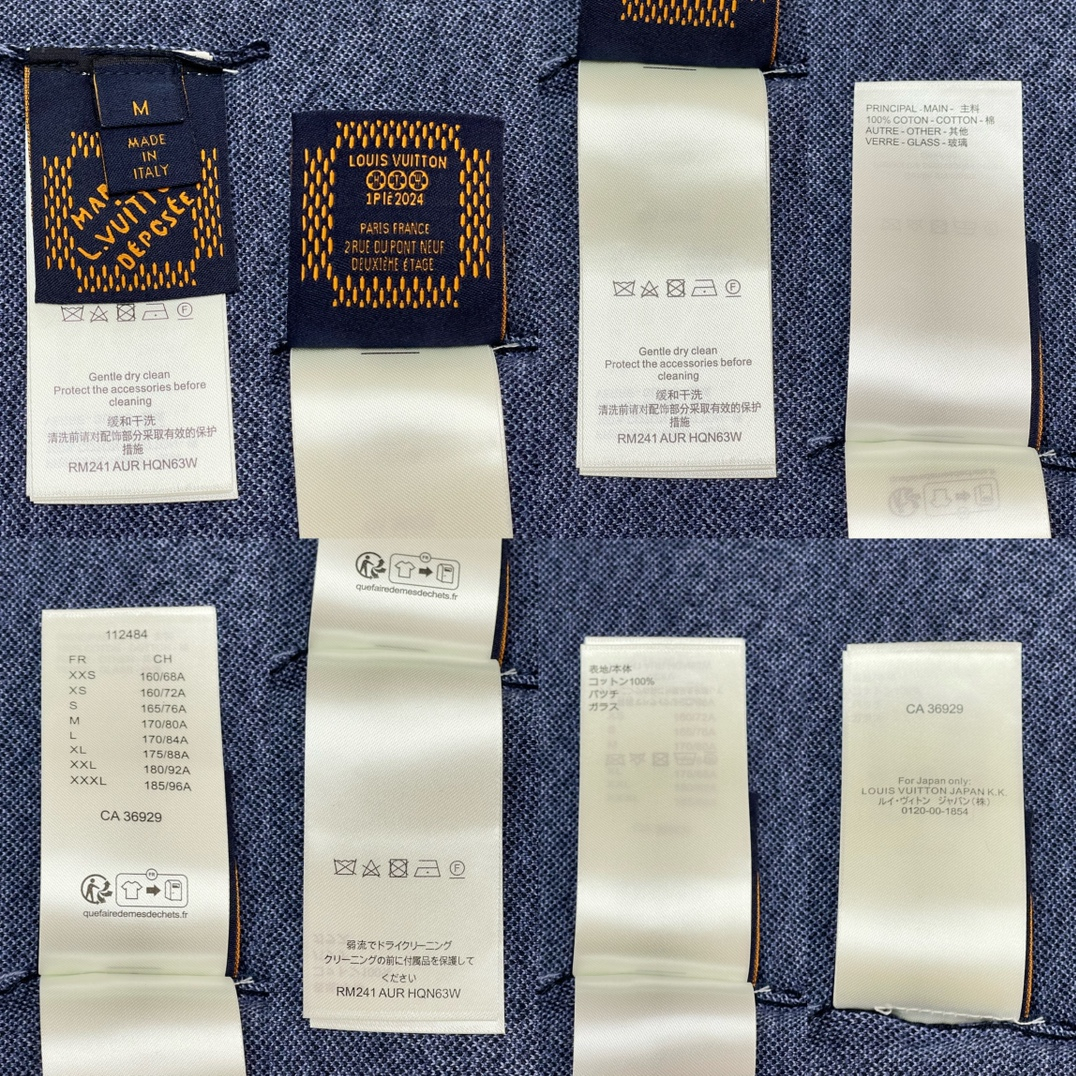 M
MADE
IN
ITALY
L.VUITTO
DÉPOSÉE
Gentle dry clean
Protect the accessories before
cleaning
缓和干洗
清洗前请对配饰部分采取有效的保护
措施
RM241 AUR HQN63W
LOUIS VUITTON
1PIÈ2024
PARIS FRANCE
2 RUE DU PONT NEUF
DEUXIÈME ÉTAGE
Gentle dry clean
Protect the accessories before
cleaning
缓和干洗
清洗前请对配饰部分采取有效的保护
措施
RM241 AUR HQN63W
PRINCIPAL - MAIN - 主料
100% COTON - COTTON - 棉
AUTRE - OTHER - 其他
VERRE - GLASS - 玻璃
112484
FR CH
XXS 160/68A
XS 160/72A
S 165/76A
M 170/80A
L 170/84A
XL 175/88A
XXL 180/92A
XXXL 185/96A
CA 36929
FR
quefairedemesdechets.fr
FR
quefairedemesdechets.fr
弱流でドライクリーニング
クリーニングの前に付属品を保護して
ください
RM241 AUR HQN63W
表地/本体
コットン100%
パッチ
ガラス
CA 36929
For Japan only:
LOUIS VUITTON JAPAN K.K.
ルイ・ヴィトン ジャパン(株)
0120-00-1854